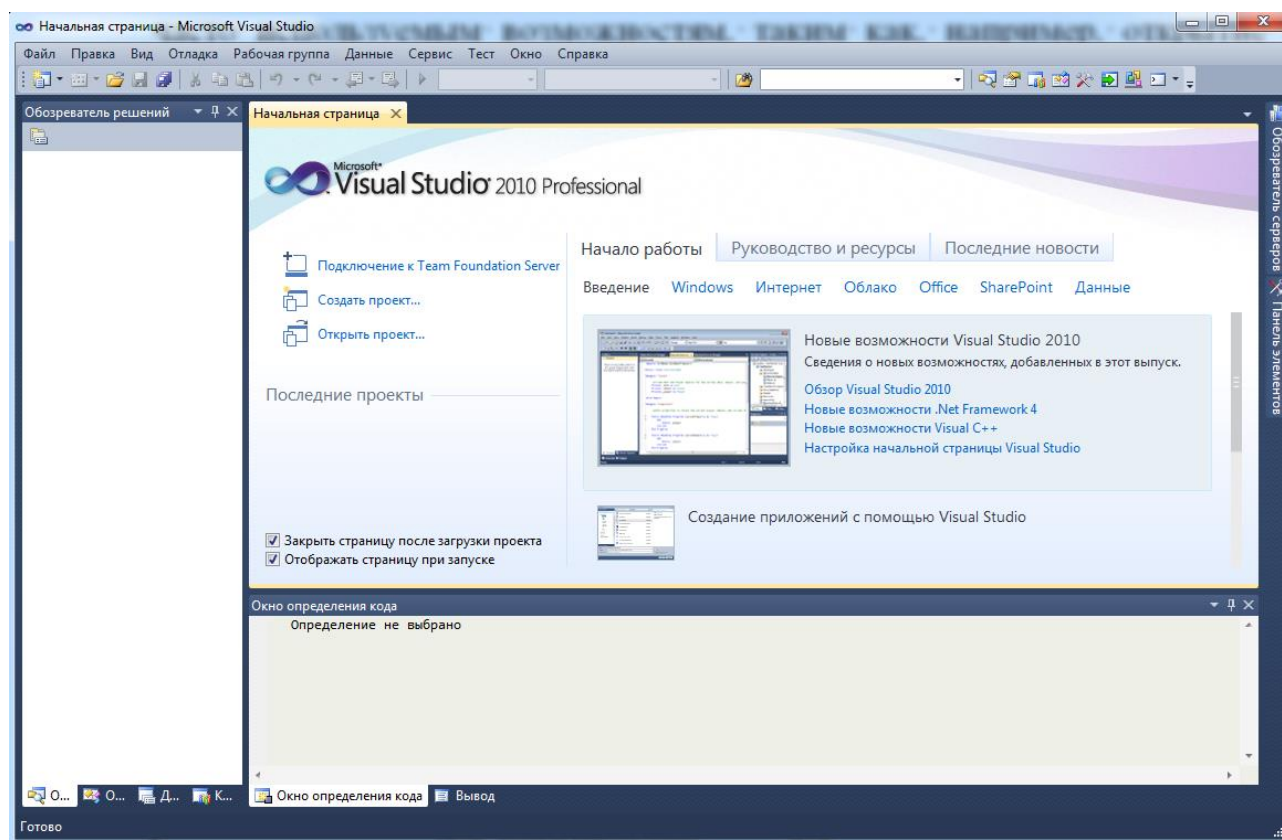 Начальная страница - Microsoft Visual Studio
Файл Правка Вид Отладка Рабочая группа Данные Сервис Тест Окно Справка
Обозреватель решений
Начальная страница
Microsoft
Visual Studio 2010 Professional
Подключение к Team Foundation Server
Создать проект...
Открыть проект...
Последние проекты
Закрыть страницу после загрузки проекта
Отображать страницу при запуске
Начало работы Руководство и ресурсы Последние новости
Введение Windows Интернет Облако Office SharePoint Данные
Новые возможности Visual Studio 2010
Сведения о новых возможностях, добавленных в этот выпуск.
Обзор Visual Studio 2010
Новые возможности .Net Framework 4
Новые возможности Visual C++
Настройка начальной страницы Visual Studio
Создание приложений с помощью Visual Studio
Обозреватель серверов
Панель элементов
Окно определения кода
Определение не выбрано
О... О... Д... К...
Окно определения кода Вывод
Готово